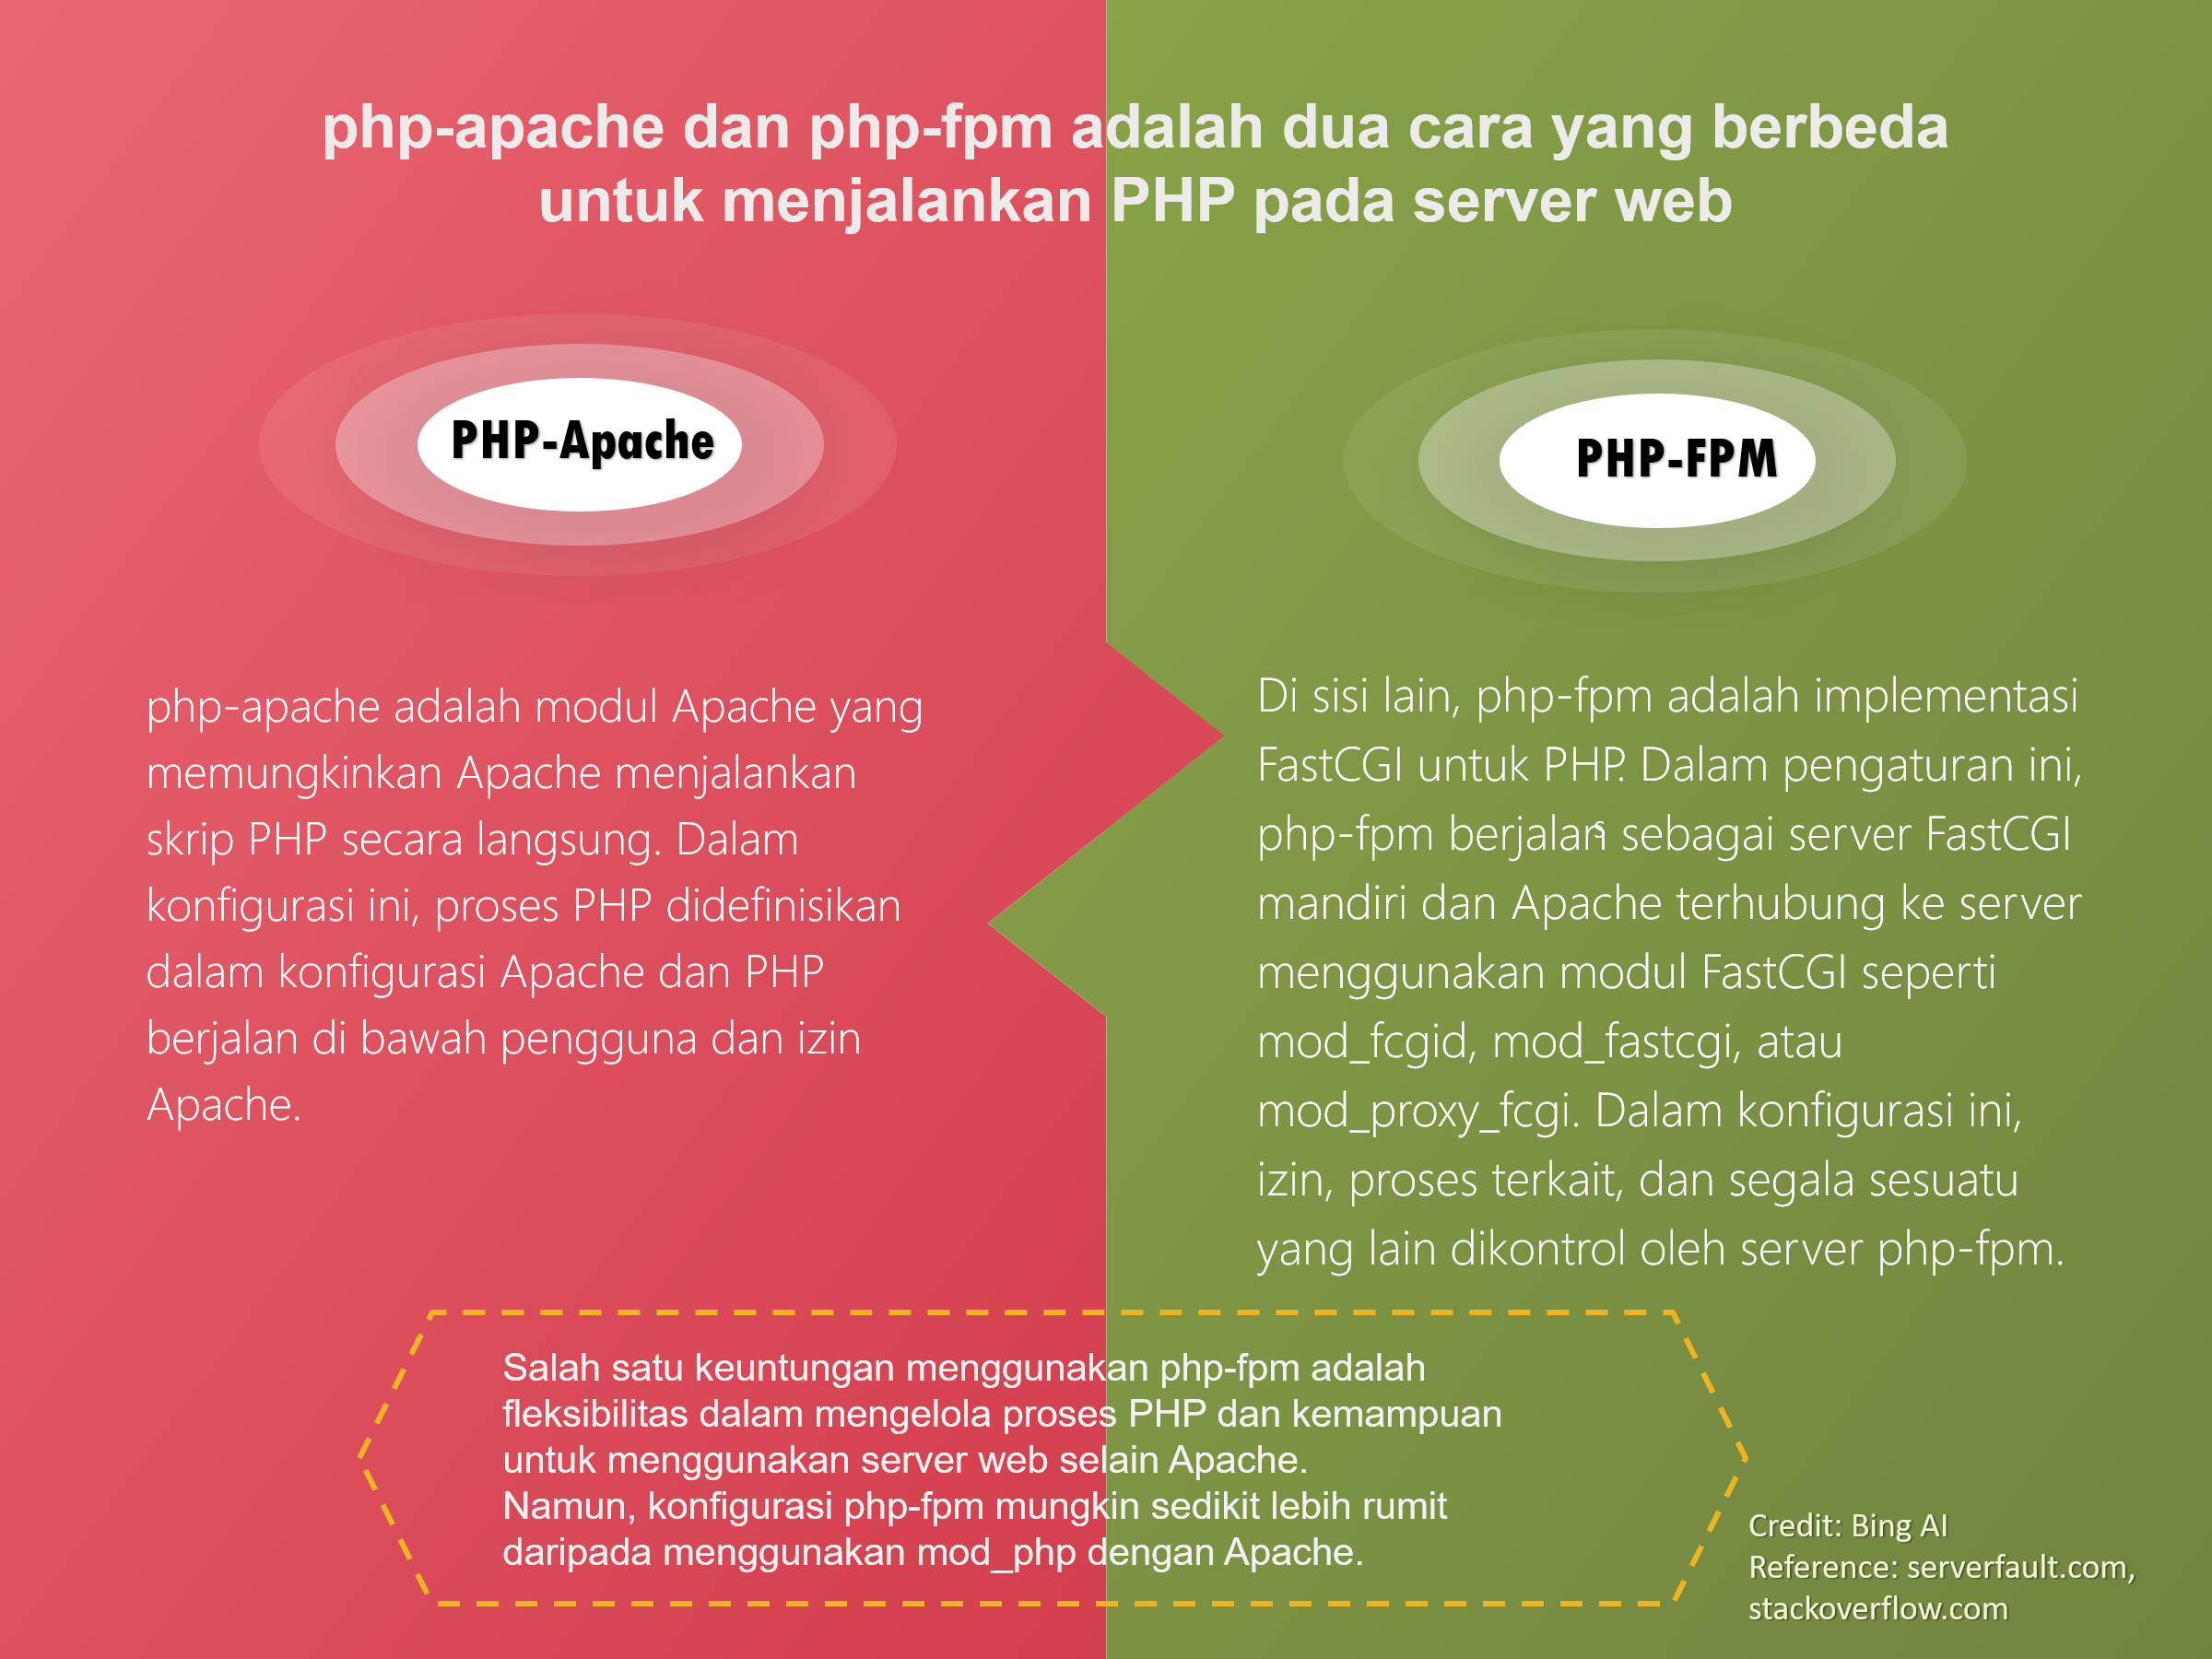 php-apache dan php-fpm adalah dua cara yang berbeda
untuk menjalankan PHP pada server web
PHP-Apache
php-apache adalah modul Apache yang
memungkinkan Apache menjalankan
skrip PHP secara langsung. Dalam
konfigurasi ini, proses PHP didefinisikan
dalam konfigurasi Apache dan PHP
berjalan di bawah pengguna dan izin
Apache.
PHP-FPM
Di sisi lain, php-fpm adalah implementasi
FastCGI untuk PHP. Dalam pengaturan ini,
php-fpm berjalan sebagai server FastCGI
s
mandiri dan Apache terhubung ke server
menggunakan modul FastCGI seperti
mod_fcgid, mod_fastcgi, atau
mod_proxy_fcgi. Dalam konfigurasi ini,
izin, proses terkait, dan segala sesuatu
yang lain dikontrol oleh server php-fpm.
Salah satu keuntungan menggunakan php-fpm adalah
fleksibilitas dalam mengelola proses PHP dan kemampuan
untuk menggunakan server web selain Apache.
Namun, konfigurasi php-fpm mungkin sedikit lebih rumit
daripada menggunakan mod_php dengan Apache.
Credit: Bing AI
Reference: serverfault.com,
stackoverflow.com